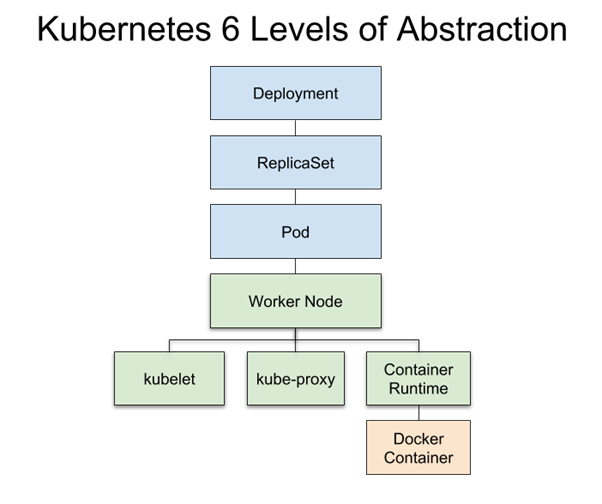 Kubernetes 6 Levels of Abstraction
Deployment
ReplicaSet
Pod
Worker Node
kubelet
kube-proxy
Container
Runtime
Docker
Container